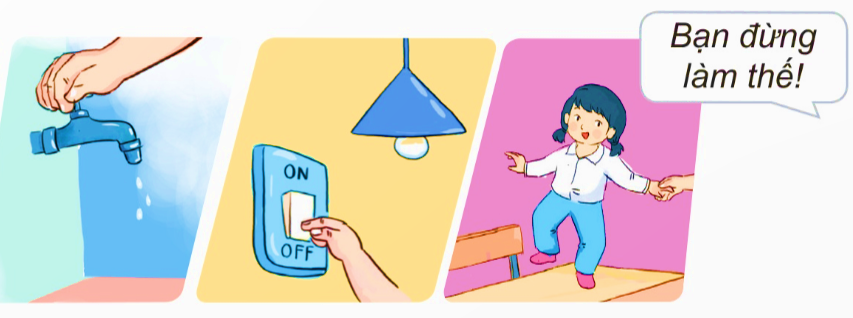 Bạn đừng
làm thế!
ON
OFF